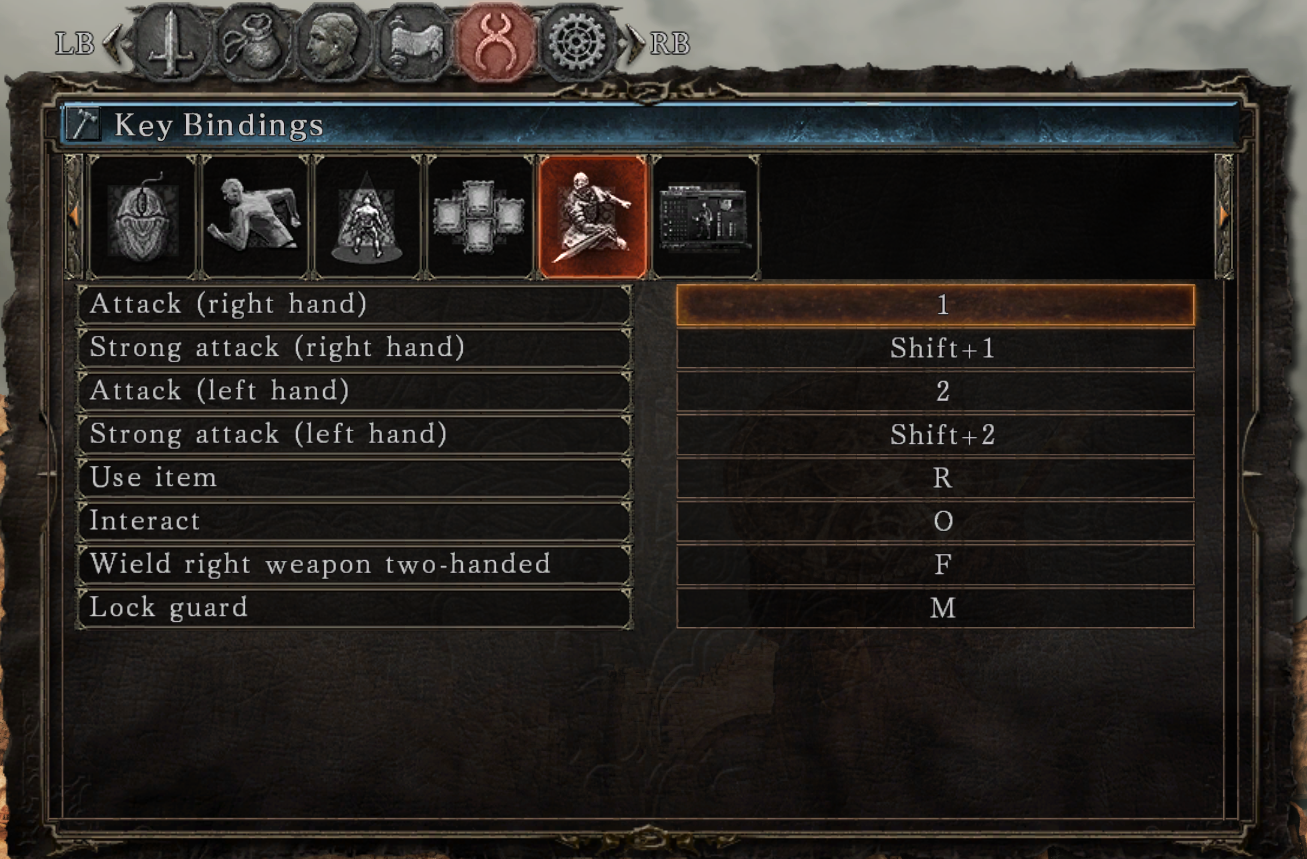 LB RB
Key Bindings
Attack (right hand) 1
Strong attack (right hand) Shift+1
Attack (left hand) 2
Strong attack (left hand) Shift+2
Use item R
Interact O
Wield right weapon two-handed F
Lock guard M